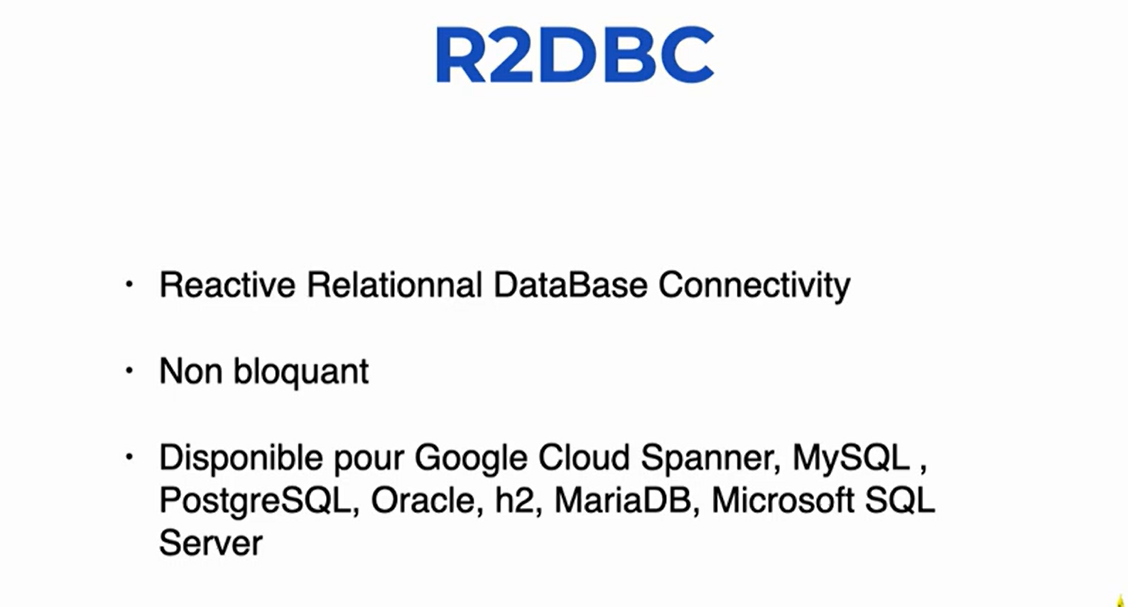 R2DBC
· Reactive Relationnal DataBase Connectivity
· Non bloquant
· Disponible pour Google Cloud Spanner, MySQL ,
PostgreSQL, Oracle, h2, MariaDB, Microsoft SQL
Server